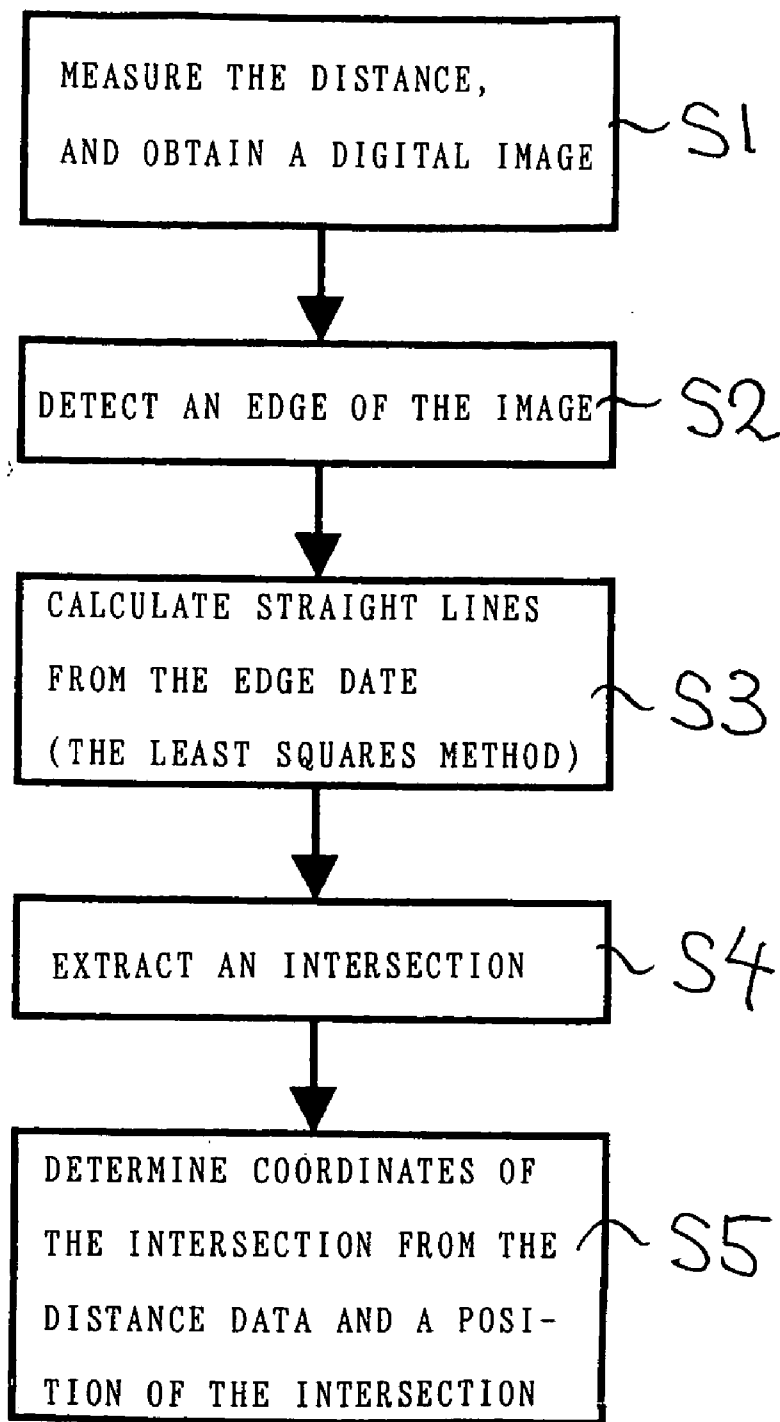 MEASURE THE DISTANCE,
AND OBTAIN A DIGITAL IMAGE
S1
DETECT AN EDGE OF THE IMAGE
S2
CALCULATE STRAIGHT LINES
FROM THE EDGE DATE
(THE LEAST SQUARES METHOD)
S3
EXTRACT AN INTERSECTION
S4
DETERMINE COORDINATES OF
THE INTERSECTION FROM THE
DISTANCE DATA AND A POSI-
TION OF THE INTERSECTION
S5